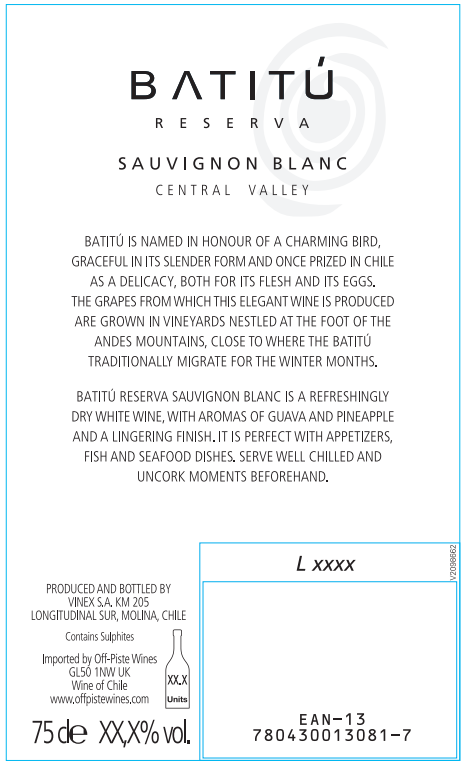 BATITÚ
RESERVA
SAUVIGNON BLANC
CENTRAL VALLEY
BATITÚ IS NAMED IN HONOUR OF A CHARMING BIRD,
GRACEFUL IN ITS SLENDER FORM AND ONCE PRIZED IN CHILE
AS A DELICACY, BOTH FOR ITS FLESH AND ITS EGGS.
THE GRAPES FROM WHICH THIS ELEGANT WINE IS PRODUCED
ARE GROWN IN VINEYARDS NESTLED AT THE FOOT OF THE
ANDES MOUNTAINS, CLOSE TO WHERE THE BATITÚ
TRADITIONALLY MIGRATE FOR THE WINTER MONTHS.
BATITÚ RESERVA SAUVIGNON BLANC IS A REFRESHINGLY
DRY WHITE WINE, WITH AROMAS OF GUAVA AND PINEAPPLE
AND A LINGERING FINISH. IT IS PERFECT WITH APPETIZERS,
FISH AND SEAFOOD DISHES. SERVE WELL CHILLED AND
UNCORK MOMENTS BEFOREHAND.
L xxxx
V2098662
PRODUCED AND BOTTLED BY
VINEX S.A. KM 205
LONGITUDINAL SUR, MOLINA, CHILE
Contains Sulphites
Imported by Off-Piste Wines
GL50 1NW UK
Wine of Chile
www.offpistewines.com
XX.X
Units
75 cl e XX,X% vol.
EAN-13
780430013081-7